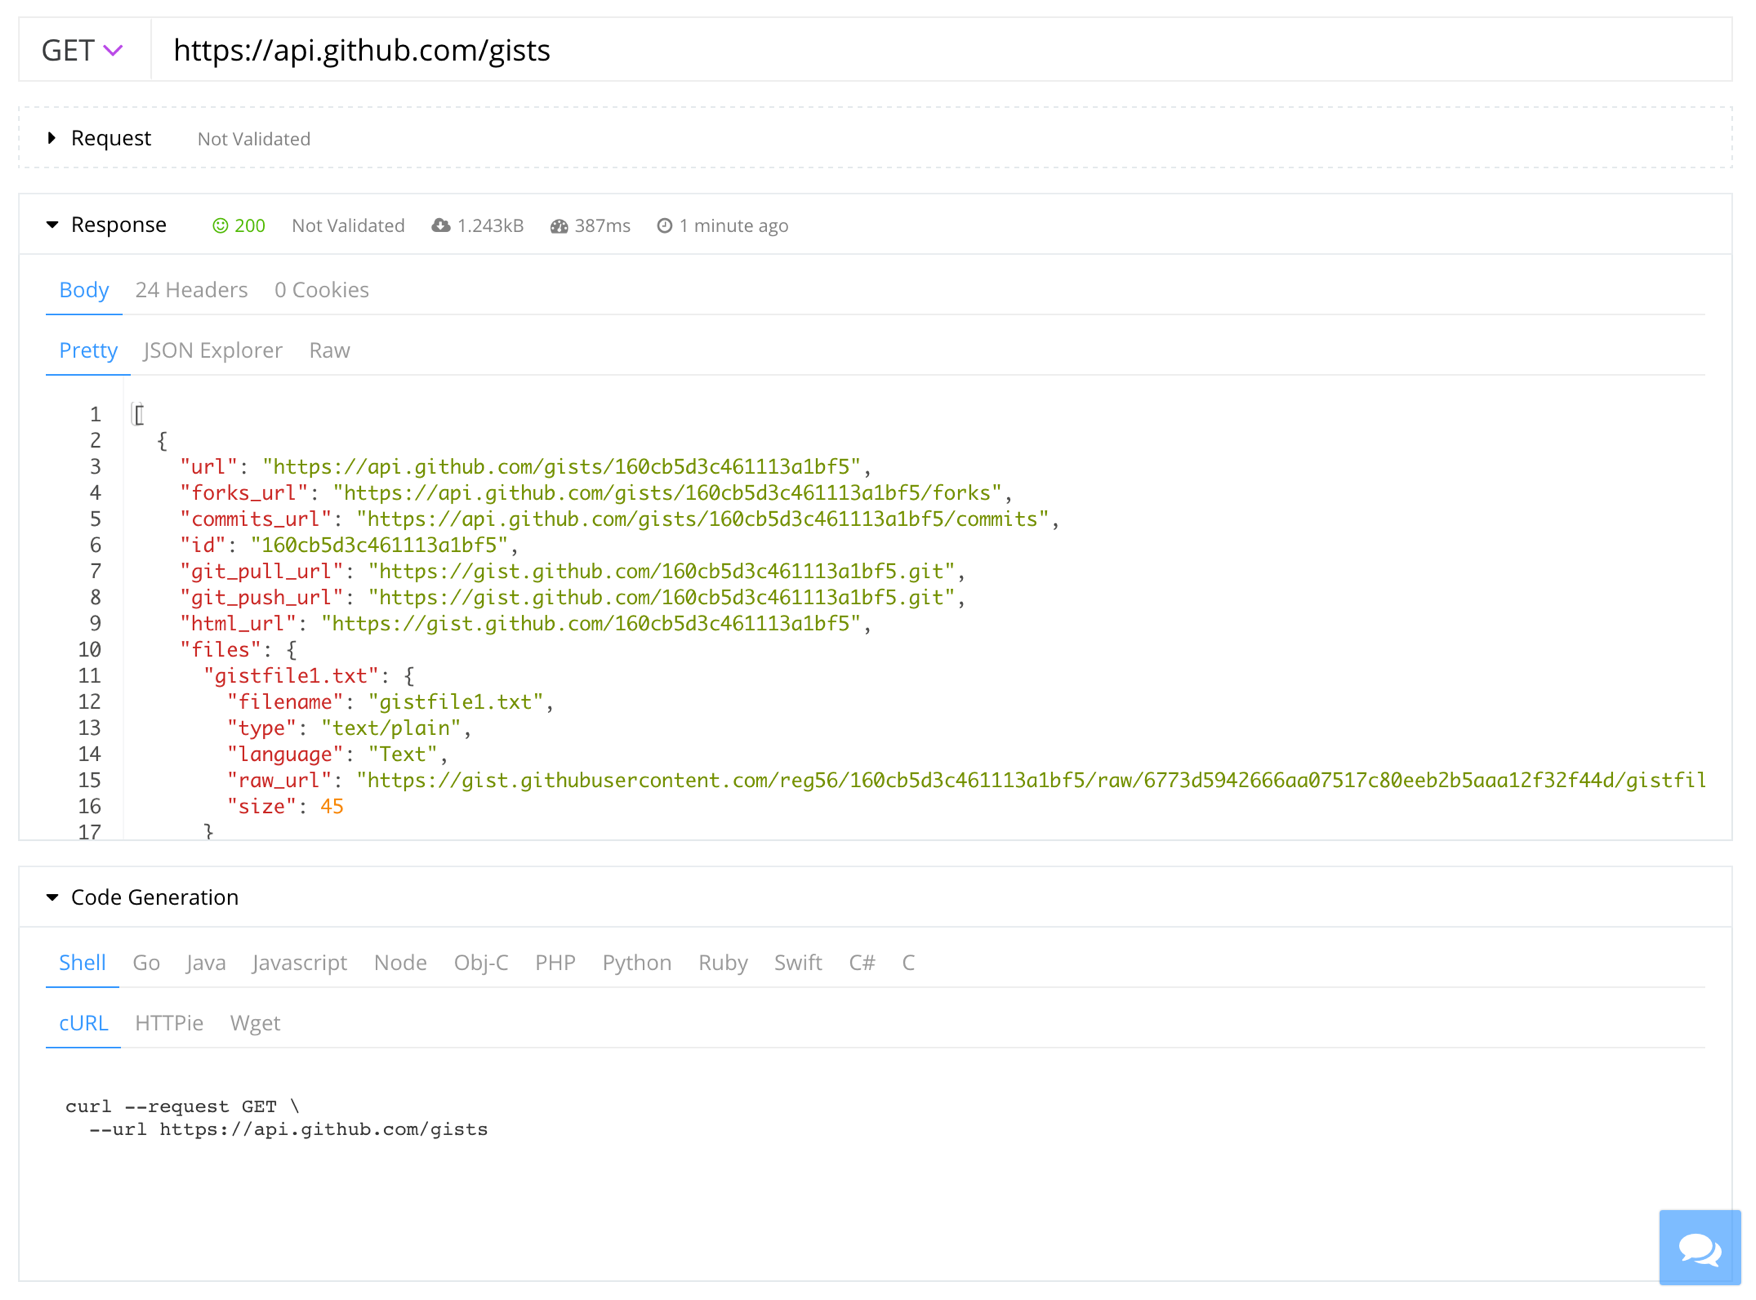 GET https://api.github.com/gists
Request Not Validated
Response 200 Not Validated 1.243kB 387ms 1 minute ago
Body 24 Headers 0 Cookies
Pretty JSON Explorer Raw
1 [
2 {
3 "url": "https://api.github.com/gists/160cb5d3c461113a1bf5",
4 "forks_url": "https://api.github.com/gists/160cb5d3c461113a1bf5/forks",
5 "commits_url": "https://api.github.com/gists/160cb5d3c461113a1bf5/commits",
6 "id": "160cb5d3c461113a1bf5",
7 "git_pull_url": "https://gist.github.com/160cb5d3c461113a1bf5.git",
8 "git_push_url": "https://gist.github.com/160cb5d3c461113a1bf5.git",
9 "html_url": "https://gist.github.com/160cb5d3c461113a1bf5",
10 "files": {
11 "gistfile1.txt": {
12 "filename": "gistfile1.txt",
13 "type": "text/plain",
14 "language": "Text",
15 "raw_url": "https://gist.githubusercontent.com/reg56/160cb5d3c461113a1bf5/raw/6773d5942666aa07517c80eeb2b5aaa12f32f44d/gistfil
16 "size": 45
17 }
Code Generation
Shell Go Java Javascript Node Obj-C PHP Python Ruby Swift C# C
cURL HTTPie Wget
curl --request GET \
--url https://api.github.com/gists